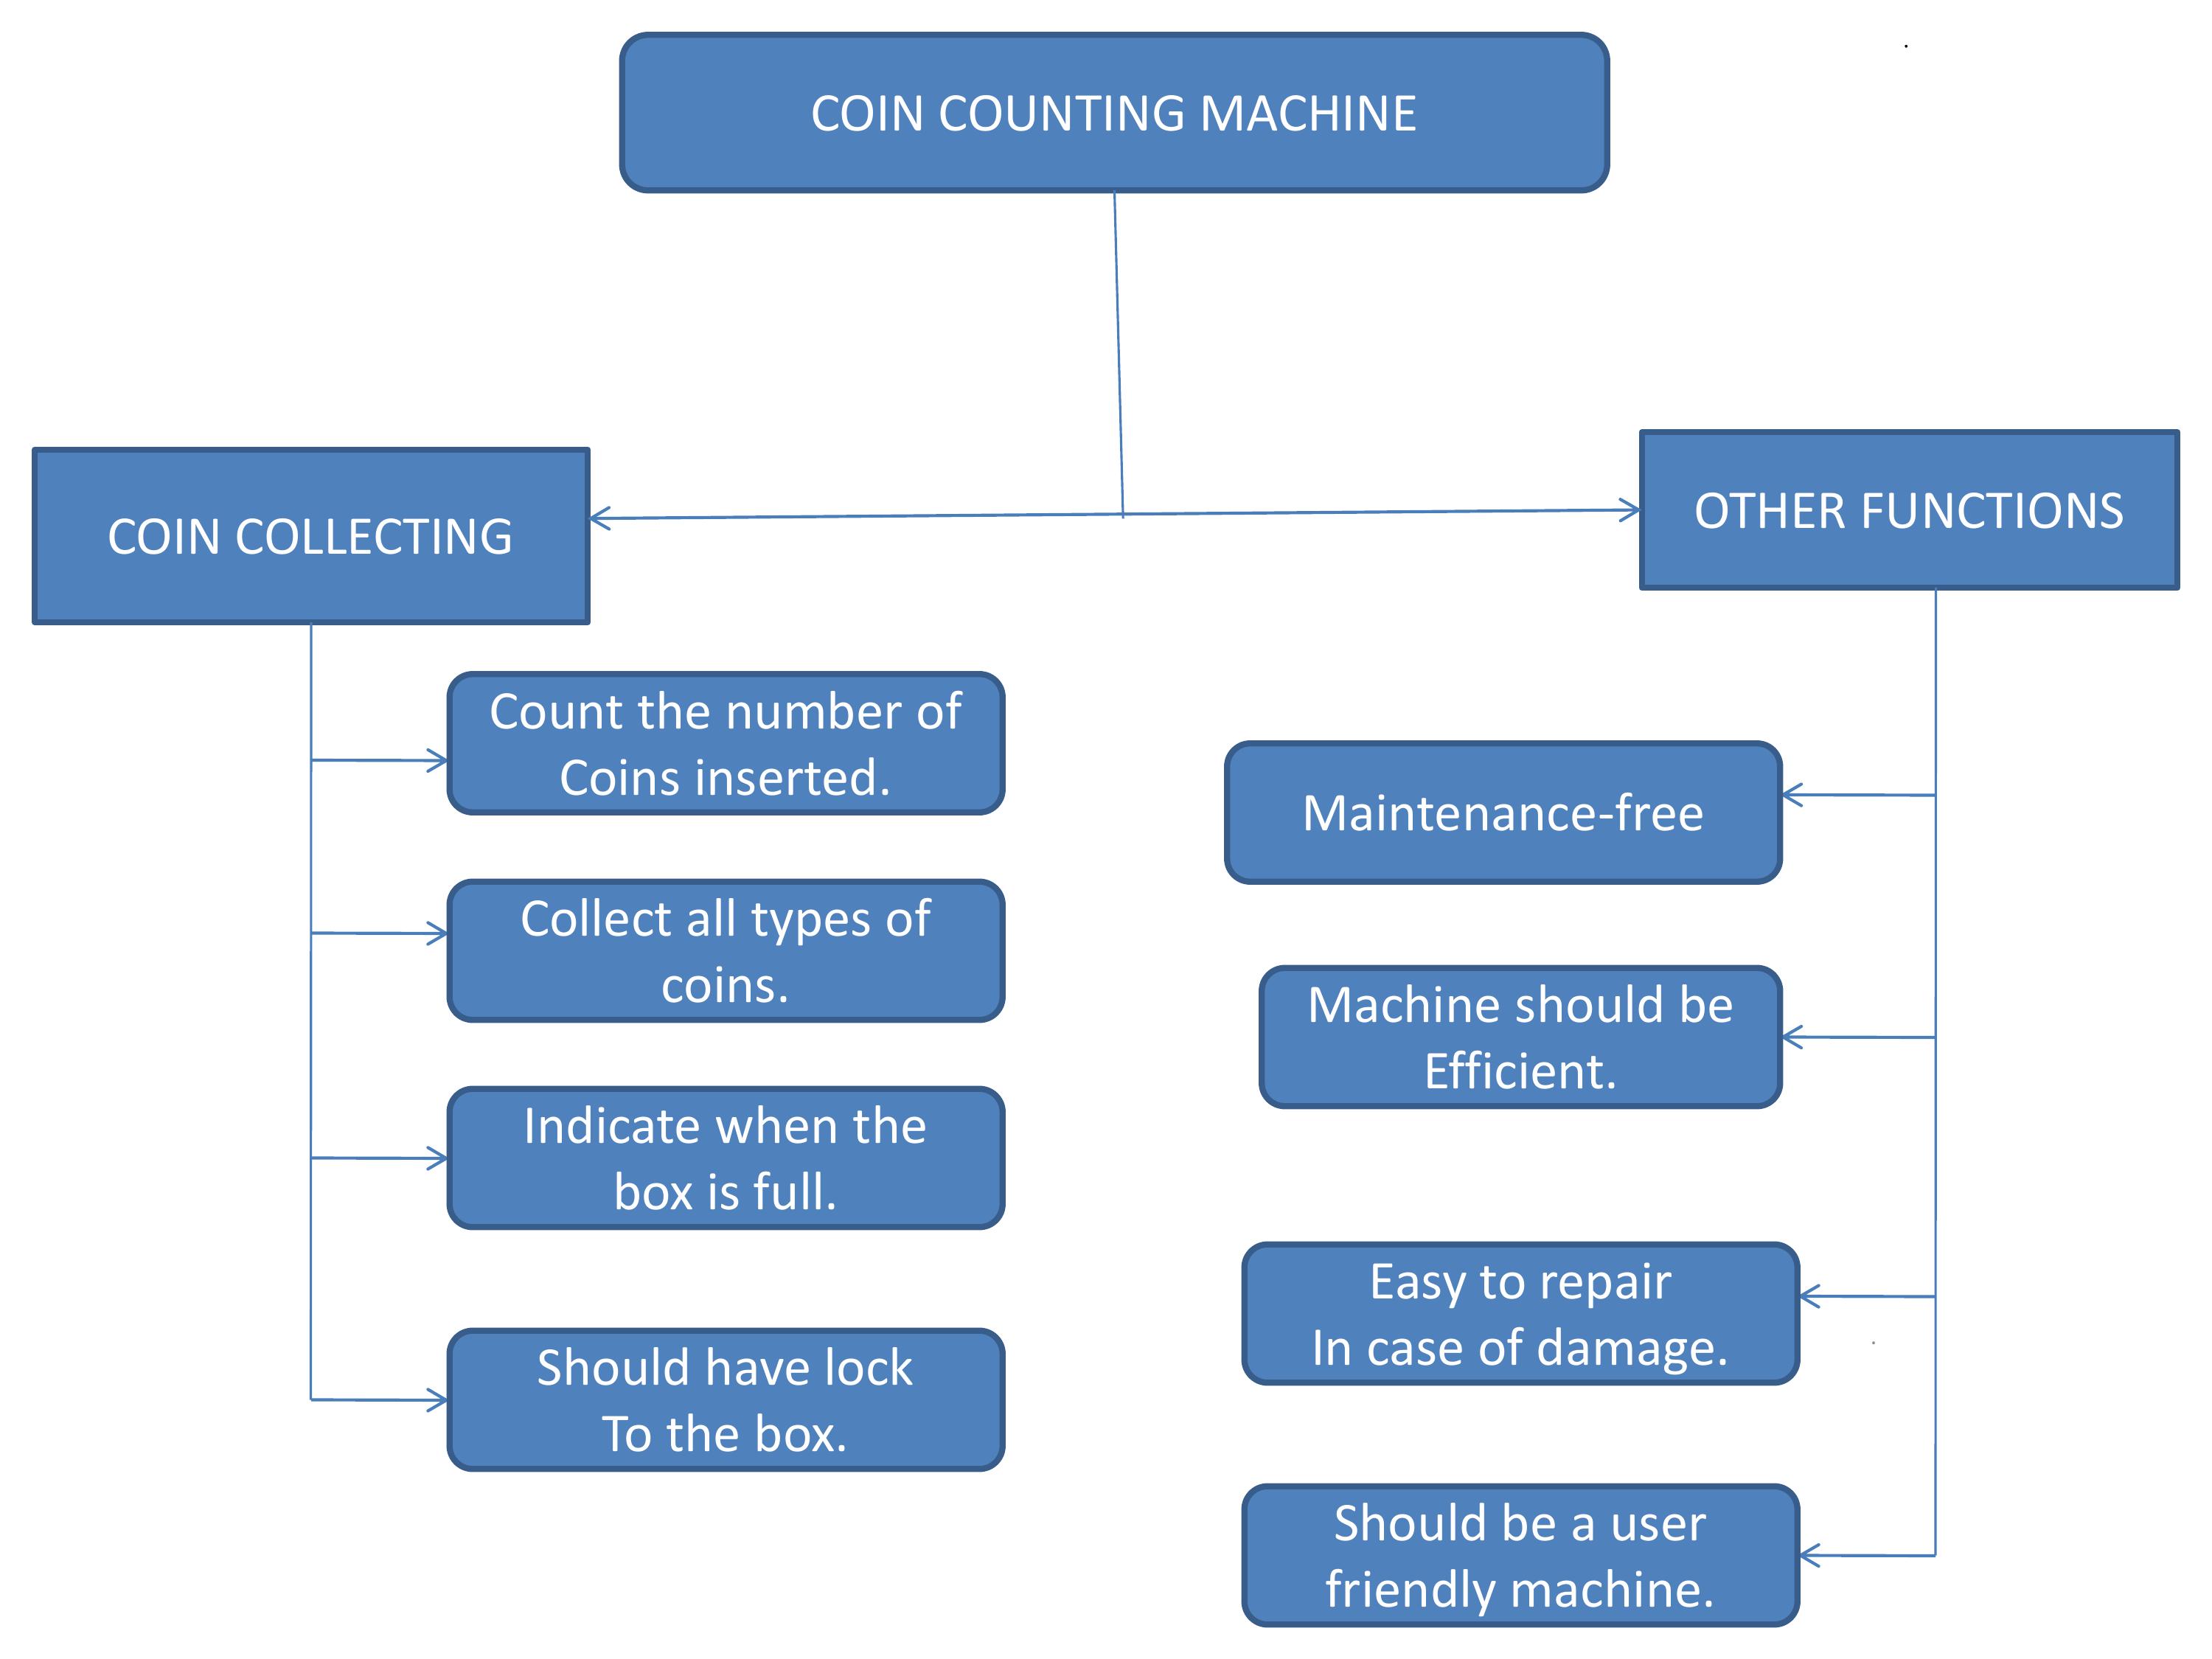 COIN COUNTING MACHINE
COIN COLLECTING
OTHER FUNCTIONS
Count the number of
Coins inserted.
Collect all types of
coins.
Indicate when the
box is full.
Should have lock
To the box.
Maintenance-free
Machine should be
Efficient.
Easy to repair
In case of damage.
Should be a user
friendly machine.